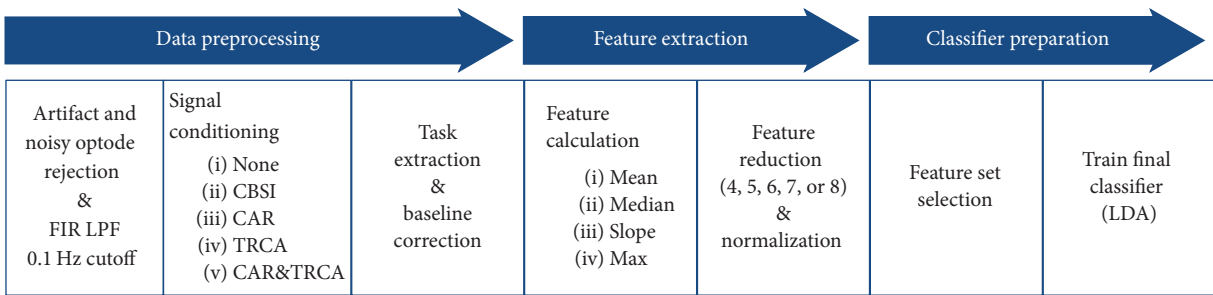 Data preprocessing
Feature extraction
Classifier preparation
Artifact and
noisy optode
rejection
&
FIR LPF
0.1 Hz cutoff
Signal
conditioning
(i) None
(ii) CBSI
(iii) CAR
(iv) TRCA
(v) CAR&TRCA
Task
extraction
&
baseline
correction
Feature
calculation
(i) Mean
(ii) Median
(iii) Slope
(iv) Max
Feature
reduction
(4, 5, 6, 7, or 8)
&
normalization
Feature set
selection
Train final
classifier
(LDA)